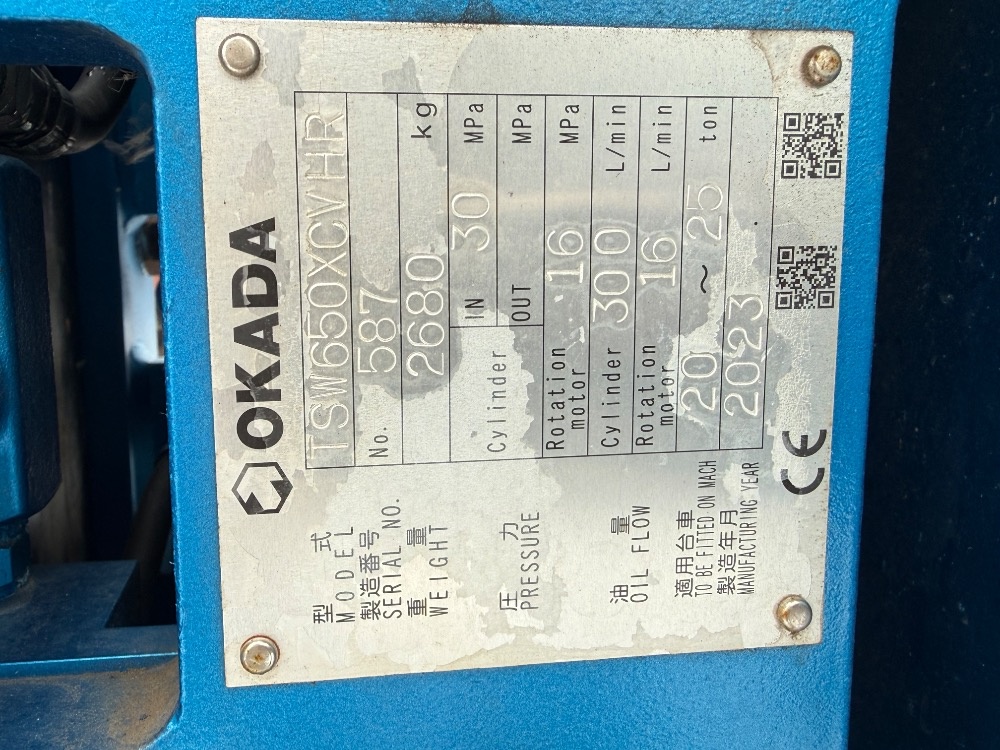 OKADA
型式 TSW650XCVHR
MODEL
製造番号 No. 587
SERIAL NO.
重量 2680 kg
WEIGHT
圧力 Cylinder IN 30 MPa
PRESSURE OUT MPa
Rotation motor 16 MPa
油量 Cylinder 300 L/min
OIL FLOW Rotation motor 16 L/min
適用台車 20 ~ 25 ton
TO BE FITTED ON MACH
製造年月 2023
MANUFACTURING YEAR
CE